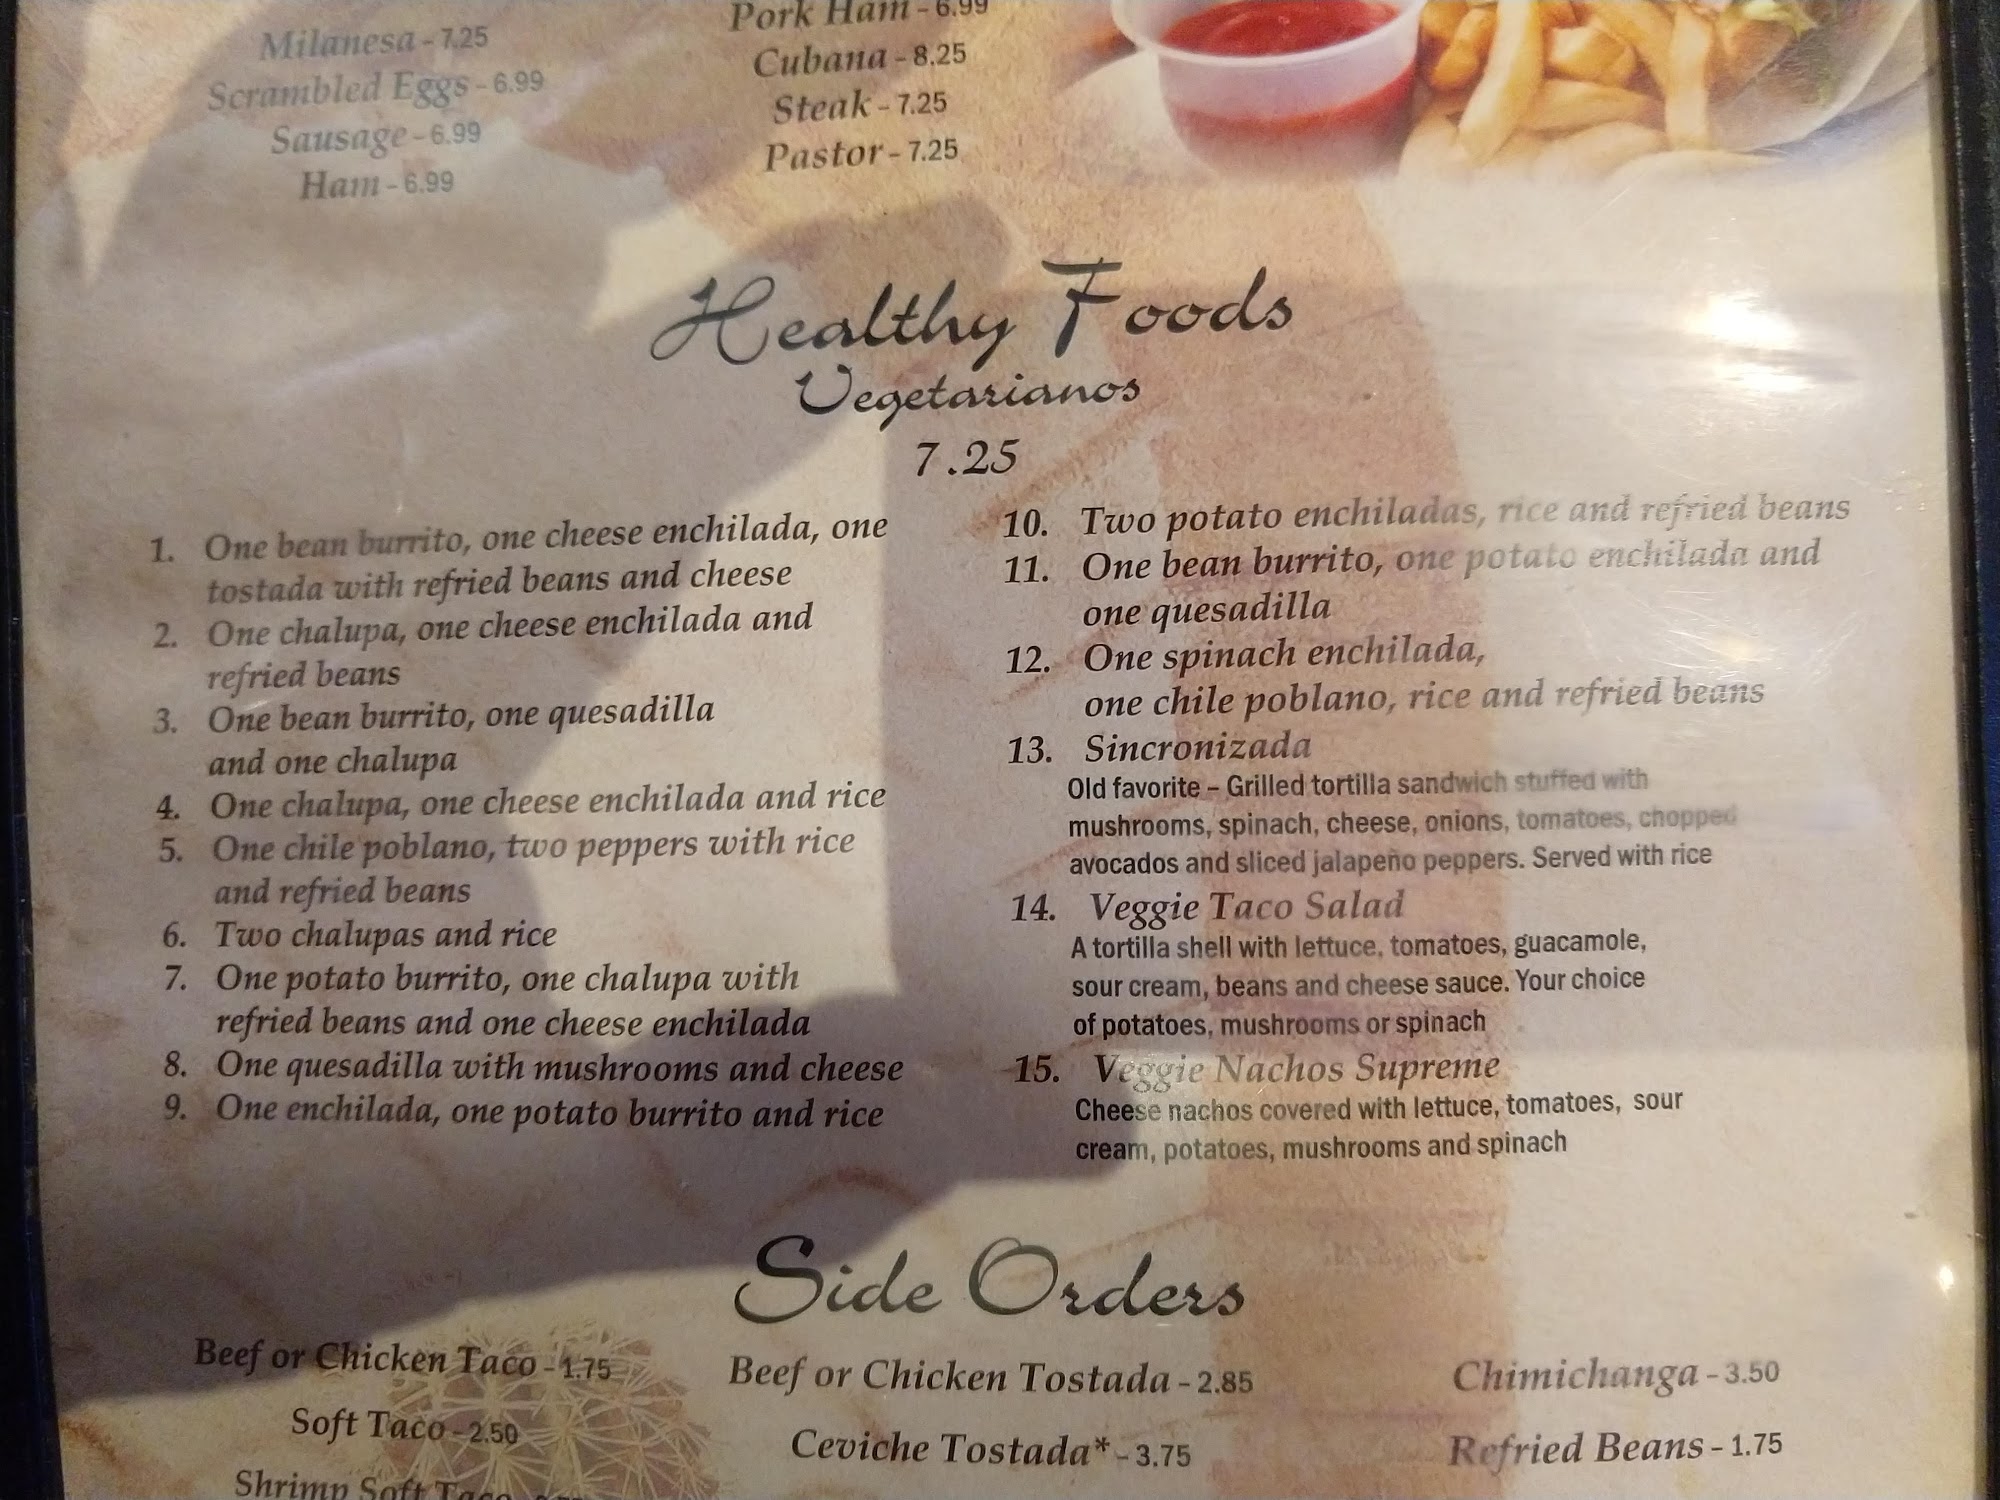 Milanesa - 7.25
Scrambled Eggs - 6.99
Sausage - 6.99
Ham - 6.99
Pork Ham - 6.99
Cubana - 8.25
Steak - 7.25
Pastor - 7.25
Healthy Foods
Vegetarianos
7.25
1. One bean burrito, one cheese enchilada, one
tostada with refried beans and cheese
2. One chalupa, one cheese enchilada and
refried beans
3. One bean burrito, one quesadilla
and one chalupa
4. One chalupa, one cheese enchilada and rice
5. One chile poblano, two peppers with rice
and refried beans
6. Two chalupas and rice
7. One potato burrito, one chalupa with
refried beans and one cheese enchilada
8. One quesadilla with mushrooms and cheese
9. One enchilada, one potato burrito and rice
10. Two potato enchiladas, rice and refried beans
11. One bean burrito, one potato enchilada and
one quesadilla
12. One spinach enchilada,
one chile poblano, rice and refried beans
13. Sincronizada
Old favorite – Grilled tortilla sandwich stuffed with
mushrooms, spinach, cheese, onions, tomatoes, chopped
avocados and sliced jalapeño peppers. Served with rice
14. Veggie Taco Salad
A tortilla shell with lettuce, tomatoes, guacamole,
sour cream, beans and cheese sauce. Your choice
of potatoes, mushrooms or spinach
15. Veggie Nachos Supreme
Cheese nachos covered with lettuce, tomatoes, sour
cream, potatoes, mushrooms and spinach
Side Orders
Beef or Chicken Taco - 1.75
Soft Taco - 2.50
Shrimp Soft Taco
Beef or Chicken Tostada - 2.85
Ceviche Tostada* - 3.75
Chimichanga - 3.50
Refried Beans - 1.75